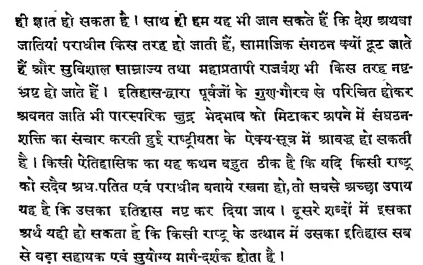 ही ज्ञात हो सकता है । साथ ही हम यह भी जान सकते हैं कि देश अथवा
जातियां पराधीन किस तरह हो जाती हैं, सामाजिक संगठन क्यों टूट जाते
हैं और सुविशाल साम्राज्य तथा महाप्रतापी राजवंश भी किस तरह नष्ट-
भ्रष्ट हो जाते हैं । इतिहास-द्वारा पूर्वजों के गुण-गौरव से परिचित होकर
अवनत जाति भी पारस्परिक क्षुद्र भेदभाव को मिटाकर अपने में संघठन-
शक्ति का संचार करती हुई राष्ट्रीयता के ऐक्य-सूत्र में आबद्ध हो सकती
है । किसी ऐतिहासिक का यह कथन बहुत ठीक है कि यदि किसी राष्ट्र
को सदैव अधःपतित एवं पराधीन बनाये रखना हो, तो सबसे अच्छा उपाय
यह है कि उसका इतिहास नष्ट कर दिया जाय । दूसरे शब्दों में इसका
अर्थ यही हो सकता है कि किसी राष्ट्र के उत्थान में उसका इतिहास सब
से बड़ा सहायक एवं सुयोग्य मार्ग-दर्शक होता है ।